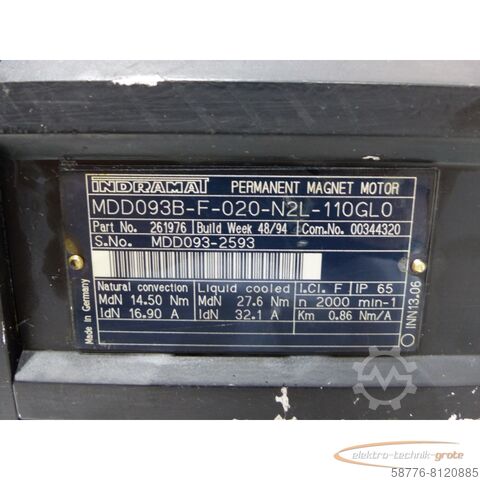 INDRAMAT PERMANENT MAGNET MOTOR
MDD093B-F-020-N2L-110GL0
Part No. 261976 Build Week 48/94 Com.No. 00344320
S.No. MDD093-2593
Natural convection Liquid cooled I.Cl. F IP 65
MdN 14.50 Nm MdN 27.6 Nm n 2000 min-1
IdN 16.90 A IdN 32.1 A Km 0.86 Nm/A
Made in Germany
INN13.06
elektro-technik-grote
58776-8120885